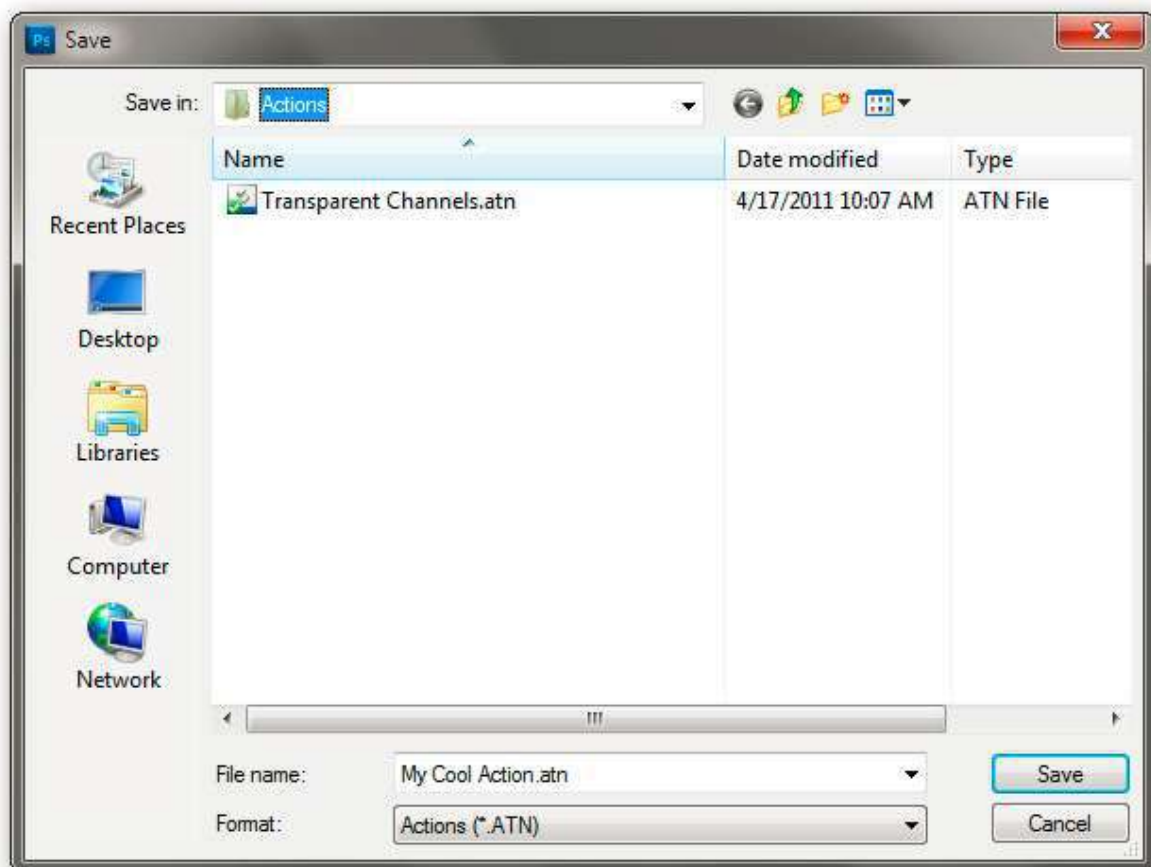 Ps Save X
Save in: Actions
Name Date modified Type
Transparent Channels.atn 4/17/2011 10:07 AM ATN File
Recent Places
Desktop
Libraries
Computer
Network
File name: My Cool Action.atn Save
Format: Actions (*.ATN) Cancel